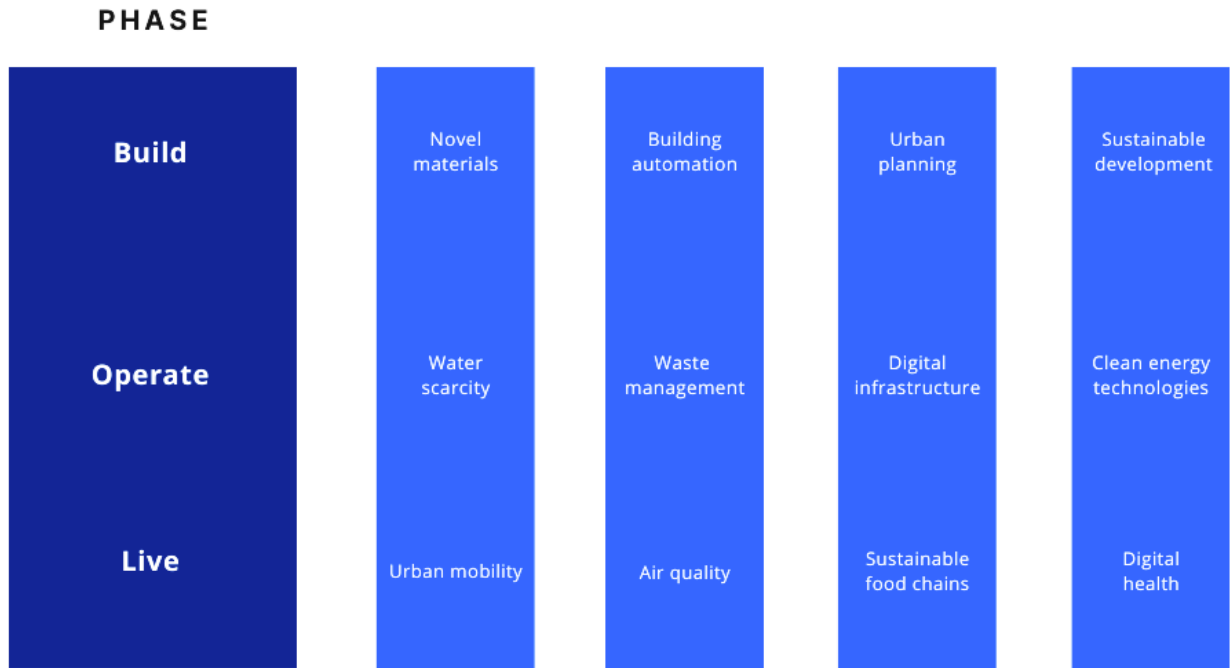 PHASE
Build
Novel
materials
Building
automation
Urban
planning
Sustainable
development
Operate
Water
scarcity
Waste
management
Digital
infrastructure
Clean energy
technologies
Live
Urban mobility
Air quality
Sustainable
food chains
Digital
health